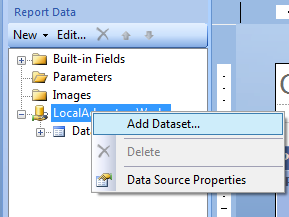 Report Data
New Edit...
Built-in Fields
Parameters
Images
Add Dataset...
Delete
Data Source Properties